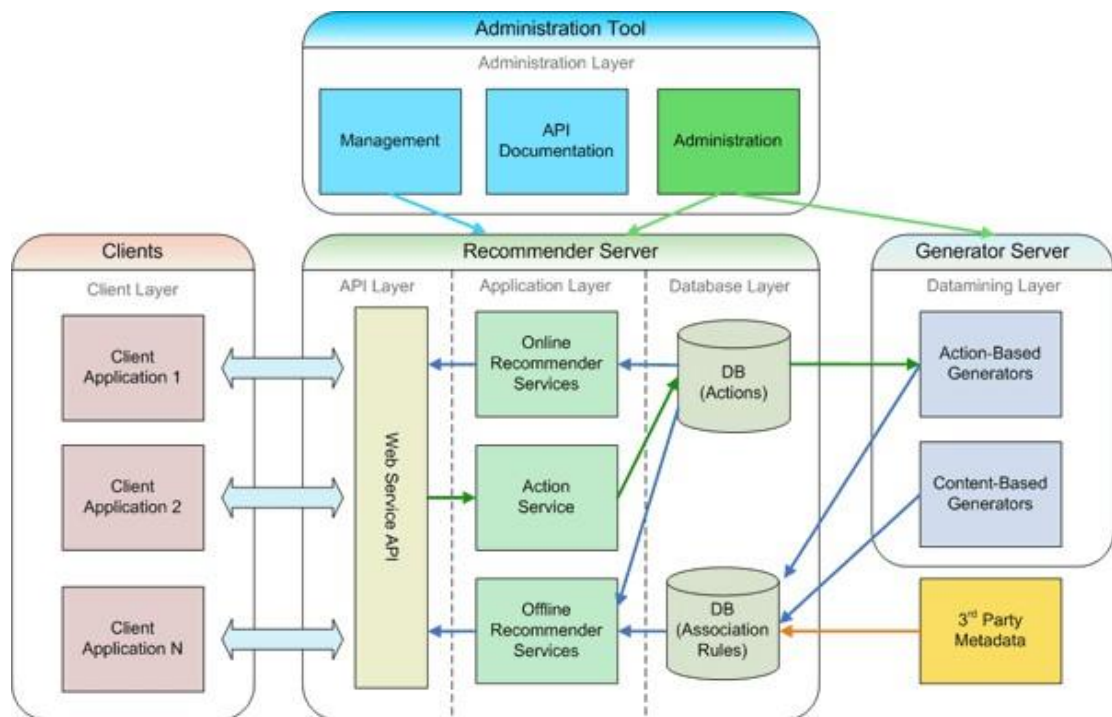 Administration Tool
Administration Layer
Management
API
Documentation
Administration
Clients
Client Layer
Client
Application 1
Client
Application 2
Client
Application N
Recommender Server
API Layer
Application Layer
Database Layer
Web Service API
Online
Recommender
Services
Action
Service
Offline
Recommender
Services
DB
(Actions)
DB
(Association
Rules)
Generator Server
Datamining Layer
Action-Based
Generators
Content-Based
Generators
3rd Party
Metadata